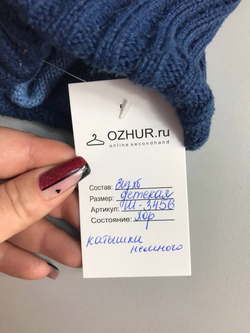 OZHUR.ru
online secondhand
Состав:
Размер: детская
Артикул: Ш-3456
Состояние: хор
катышки
немного